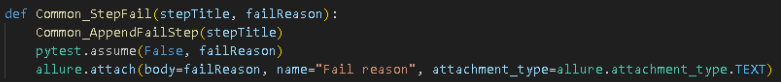 def Common_StepFail(stepTitle, failReason):
    Common_AppendFailStep(stepTitle)
    pytest.assume(False, failReason)
    allure.attach(body=failReason, name="Fail reason", attachment_type=allure.attachment_type.TEXT)